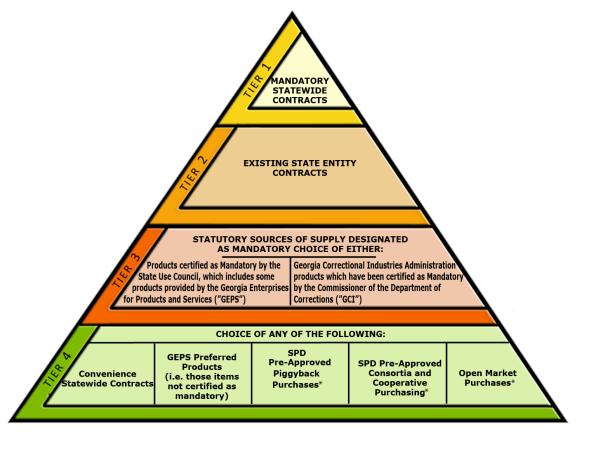 TIER 1
MANDATORY
STATEWIDE
CONTRACTS
TIER 2
EXISTING STATE ENTITY
CONTRACTS
TIER 3
STATUTORY SOURCES OF SUPPLY DESIGNATED
AS MANDATORY CHOICE OF EITHER:
Products certified as Mandatory by the
State Use Council, which includes some
products provided by the Georgia Enterprises
for Products and Services ("GEPS")
Georgia Correctional Industries Administration
products which have been certified as Mandatory
by the Commissioner of the Department of
Corrections ("GCI")
TIER 4
CHOICE OF ANY OF THE FOLLOWING:
Convenience
Statewide Contracts
GEPS Preferred
Products
(i.e. those items
not certified as
mandatory)
SPD
Pre-Approved
Piggyback
Purchases*
SPD Pre-Approved
Consortia and
Cooperative
Purchasing*
Open Market
Purchases*